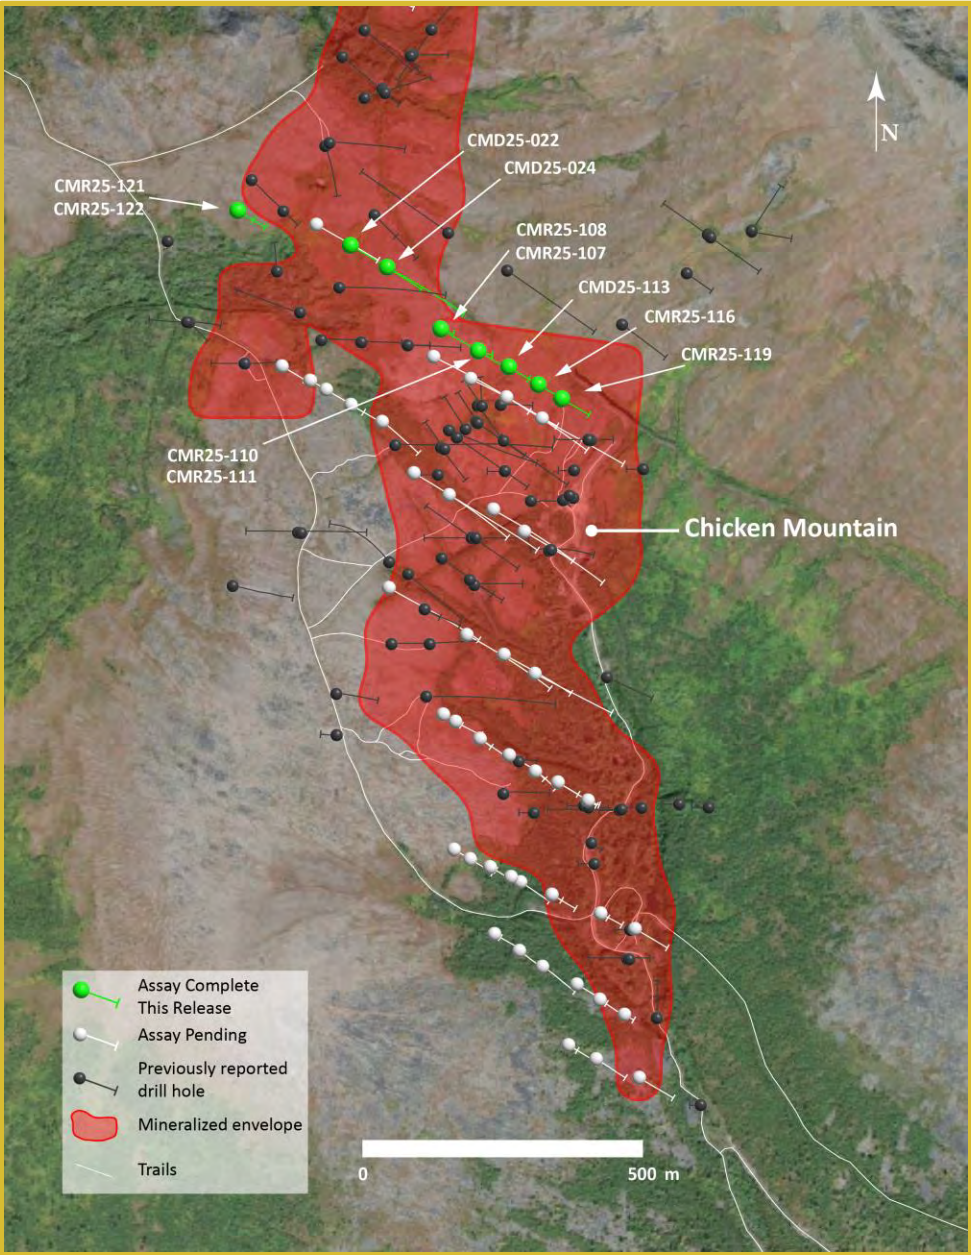 N
CMD25-022
CMD25-024
CMR25-121
CMR25-122
CMR25-108
CMR25-107
CMD25-113
CMR25-116
CMR25-119
CMR25-110
CMR25-111
Chicken Mountain
Assay Complete
This Release
Assay Pending
Previously reported
drill hole
Mineralized envelope
Trails
0
500 m